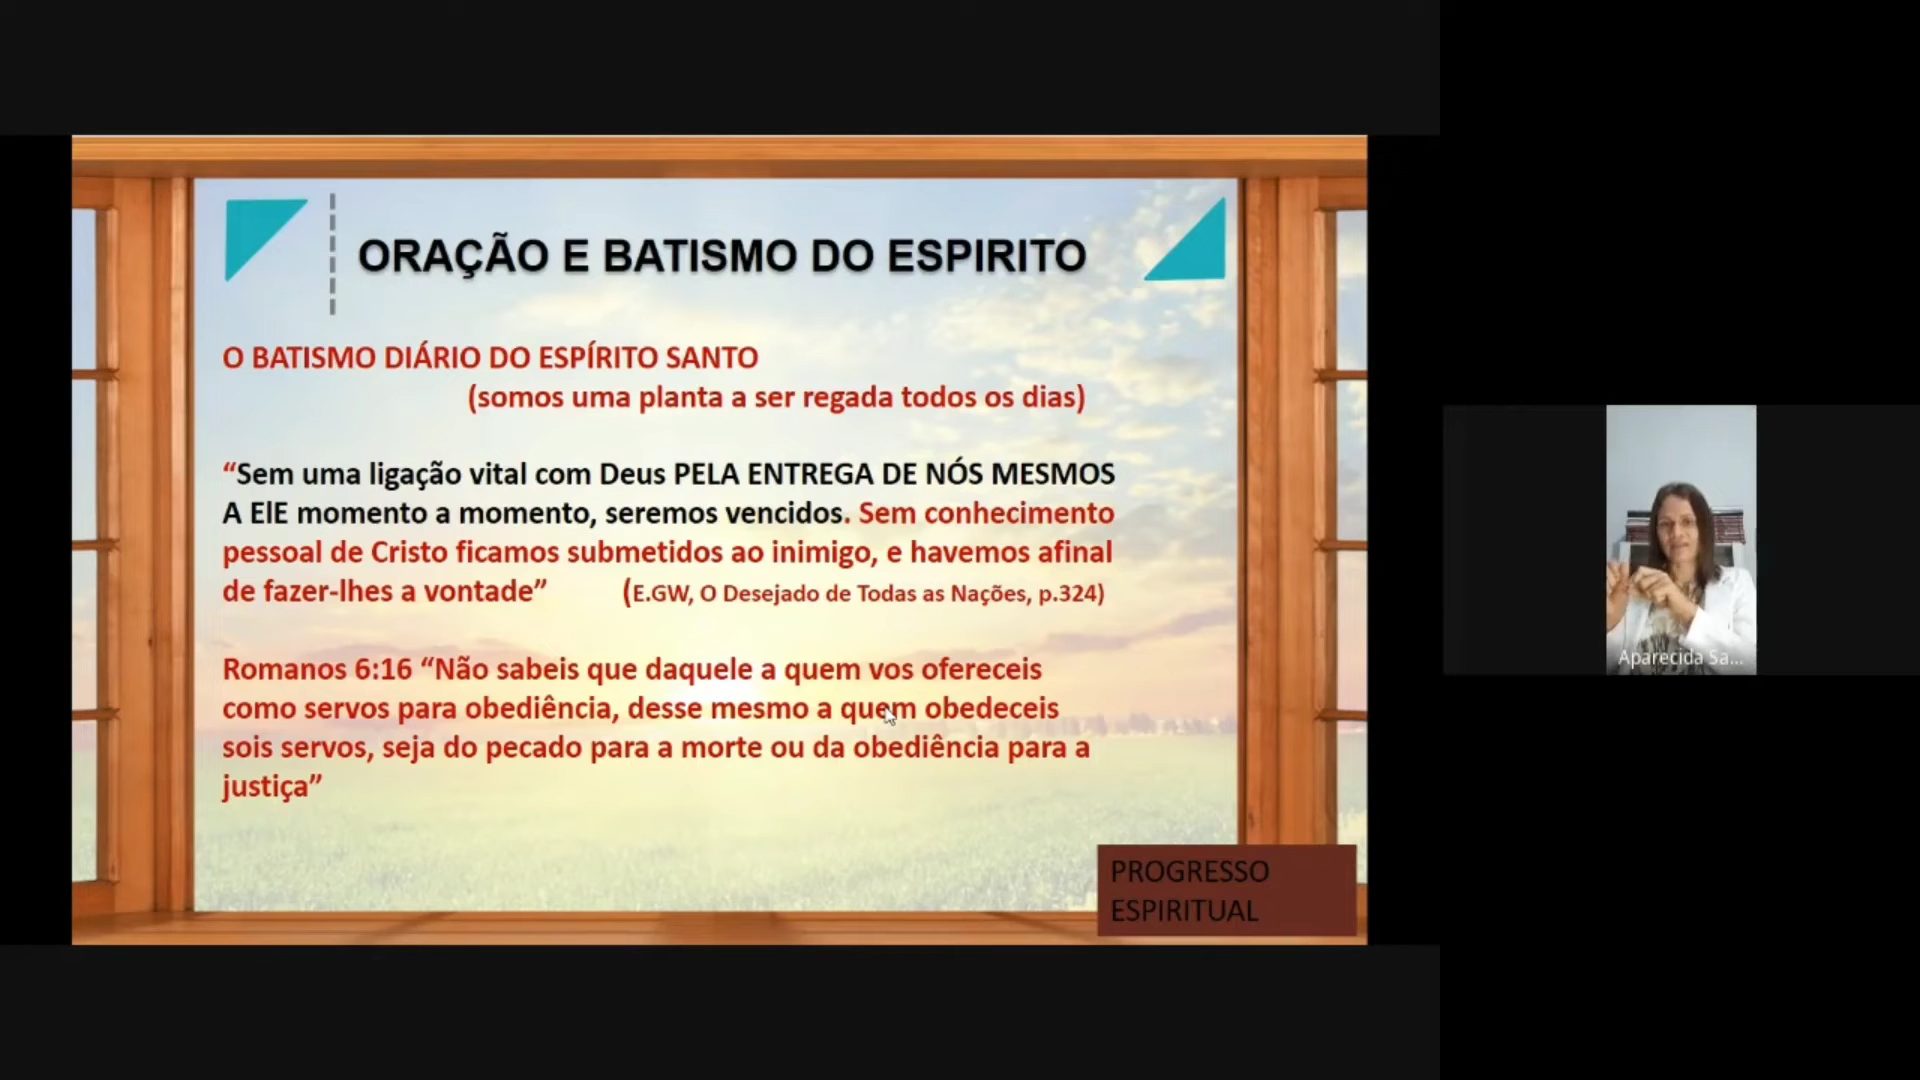 ORAÇÃO E BATISMO DO ESPIRITO
O BATISMO DIÁRIO DO ESPÍRITO SANTO
(somos uma planta a ser regada todos os dias)
“Sem uma ligação vital com Deus PELA ENTREGA DE NÓS MESMOS
A ElE momento a momento, seremos vencidos. Sem conhecimento
pessoal de Cristo ficamos submetidos ao inimigo, e havemos afinal
de fazer-lhes a vontade” (E.GW, O Desejado de Todas as Nações, p.324)
Romanos 6:16 “Não sabeis que daquele a quem vos ofereceis
como servos para obediência, desse mesmo a quem obedeceis
sois servos, seja do pecado para a morte ou da obediência para a
justiça”
PROGRESSO
ESPIRITUAL
Aparecida Sa...